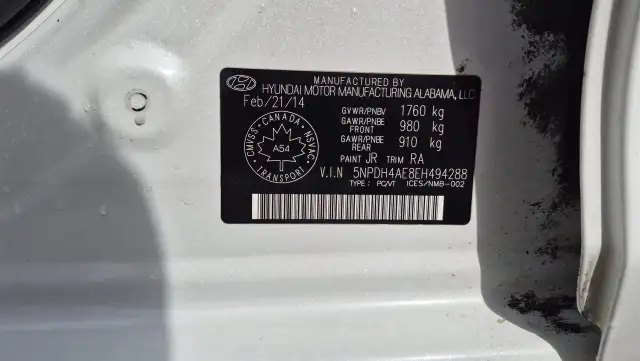 MANUFACTURED BY
HYUNDAI MOTOR MANUFACTURING ALABAMA, LLC
Feb/21/14
GVWR/PNBV 1760 kg
GAWR/PNBE FRONT 980 kg
GAWR/PNBE REAR 910 kg
PAINT JR TRIM RA
V.I.N 5NPDH4AE8EH494288
TYPE : PC/VT ICES/NMB-002
CMVSS • CANADA • NSVAC
A54
TRANSPORT